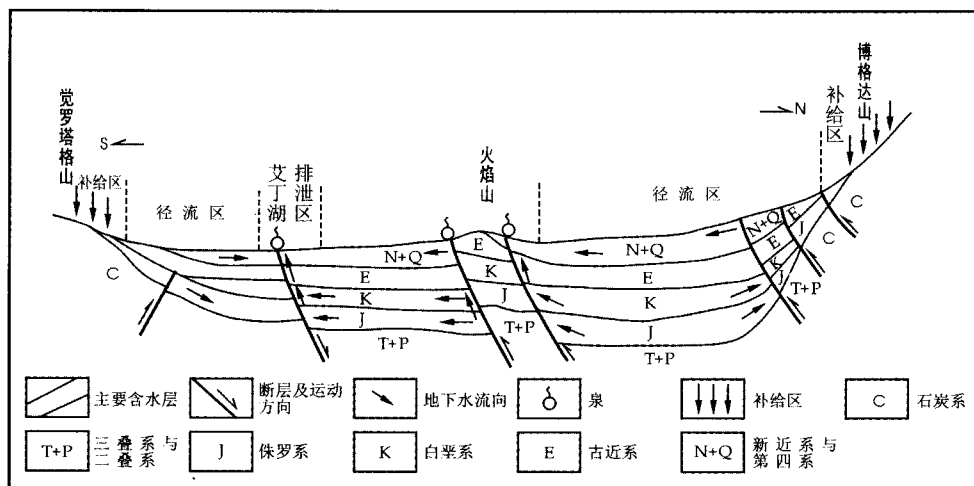 觉罗塔格山
补给区
S
径流区
艾丁湖
排泄区
火焰山
径流区
N
补给区
博格达山
C
N+Q
E
K
J
T+P
E
K
J
T+P
N+Q
E
K
J
T+P
N+Q
E
E
J
K
J
T+P
C
C
主要含水层
断层及运动
方向
地下水流向
泉
补给区
C
石炭系
T+P
三叠系与
二叠系
J
侏罗系
K
白垩系
E
古近系
N+Q
新近系与
第四系